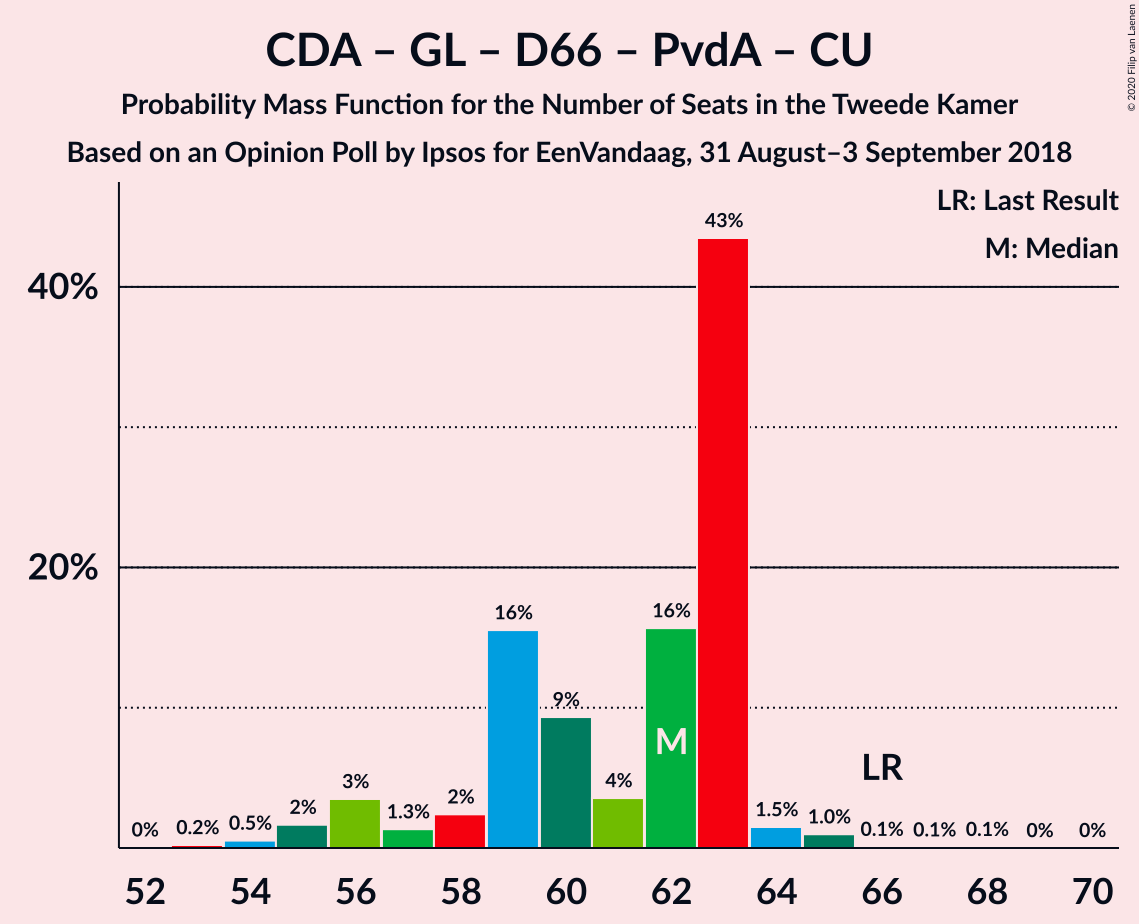 CDA – GL – D66 – PvdA – CU
Probability Mass Function for the Number of Seats in the Tweede Kamer
Based on an Opinion Poll by Ipsos for EenVandaag, 31 August–3 September 2018
© 2020 Filip van Laenen
LR: Last Result
M: Median
40%
20%
0% 0.2% 0.5% 2% 3% 1.3% 2% 16% 9% 4% 16% 43% 1.5% 1.0% 0.1% 0.1% 0.1% 0% 0%
M
LR
52 54 56 58 60 62 64 66 68 70